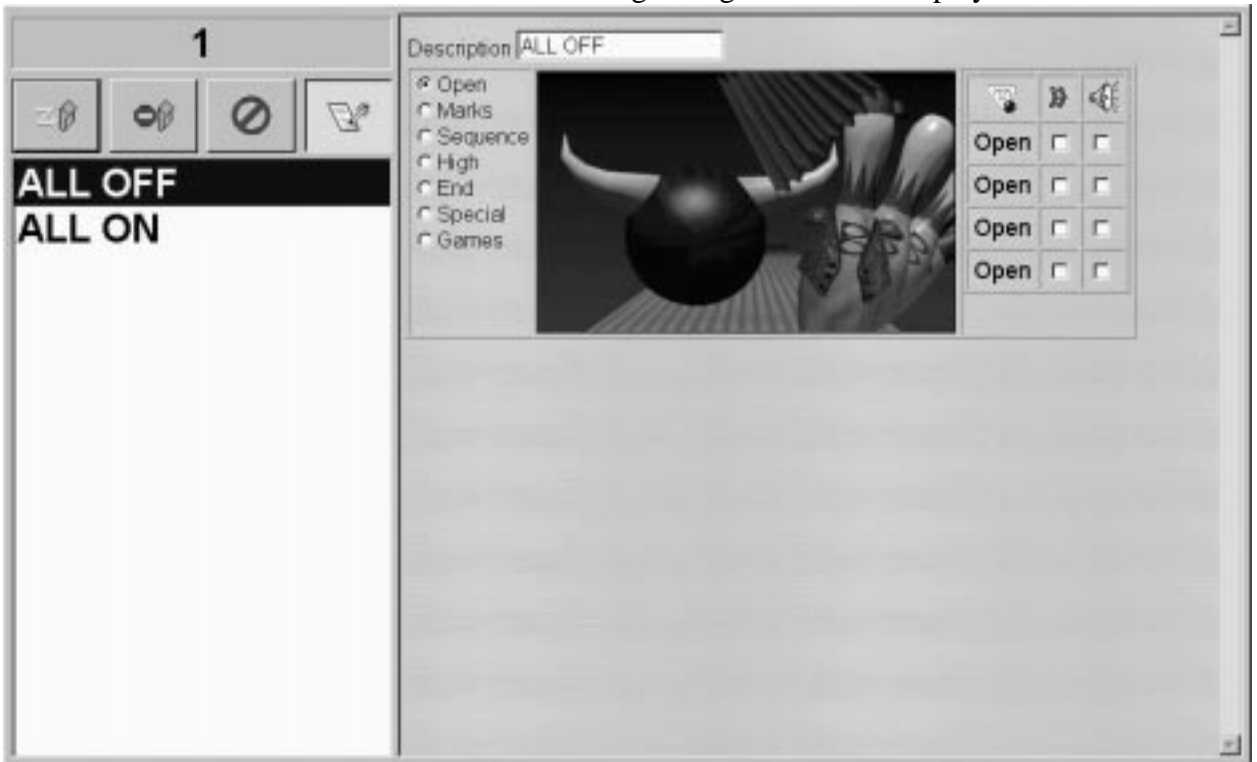 1
ALL OFF
ALL ON
Description ALL OFF
Open
Marks
Sequence
High
End
Special
Games
Open
Open
Open
Open